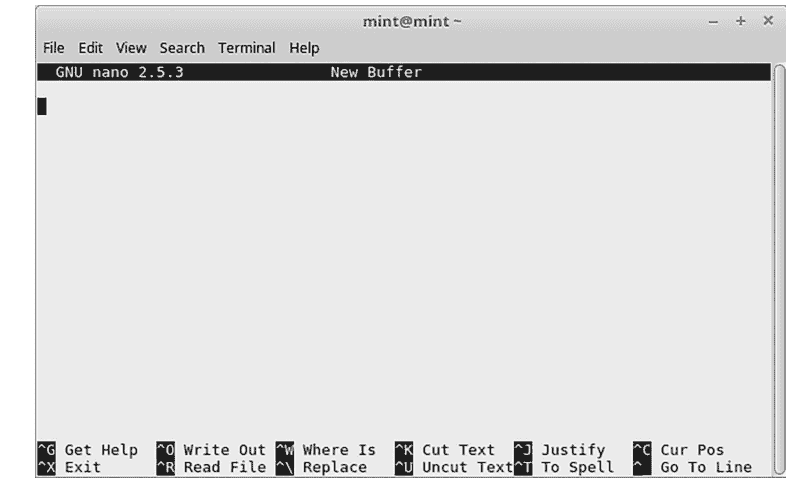 mint@mint ~
File Edit View Search Terminal Help
GNU nano 2.5.3 New Buffer
^G Get Help ^O Write Out ^W Where Is ^K Cut Text ^J Justify ^C Cur Pos
^X Exit ^R Read File ^\ Replace ^U Uncut Text ^T To Spell ^ Go To Line